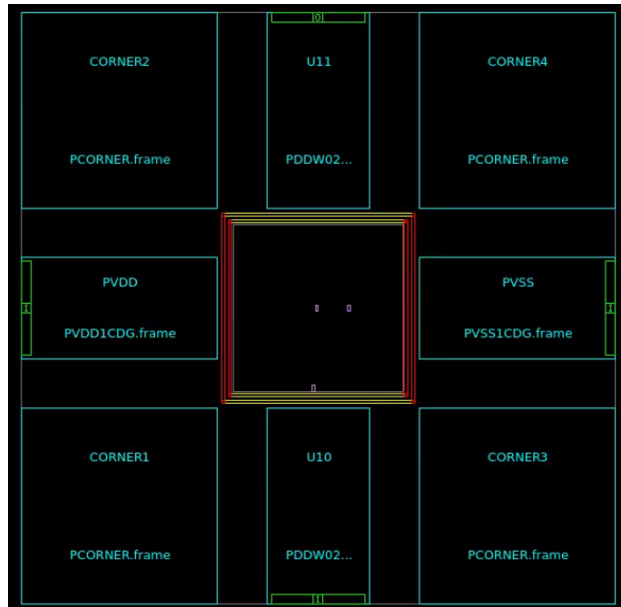 O
CORNER2
U11
CORNER4
PCORNER.frame
PDDW02...
PCORNER.frame
PVDD
PVSS
I
I
PVDD1CDG.frame
PVSS1CDG.frame
CORNER1
U10
CORNER3
PCORNER.frame
PDDW02...
PCORNER.frame
I